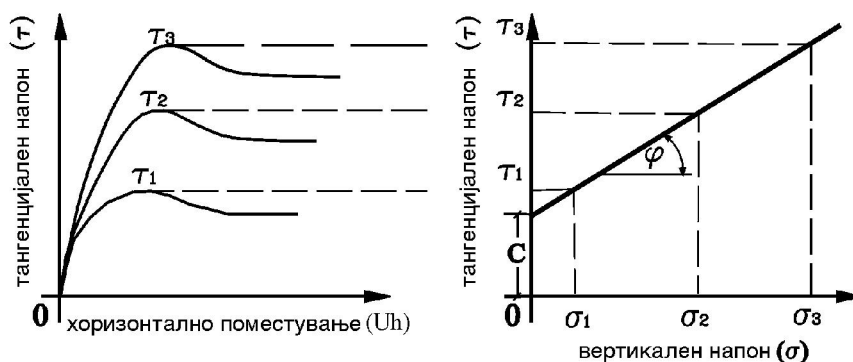 тангенцијален напон (τ)
τ3
τ2
τ1
0
хоризонтално поместување (Uh)
тангенцијален напон (τ)
τ3
τ2
τ1
φ
C
0
σ1
σ2
σ3
вертикален напон (σ)